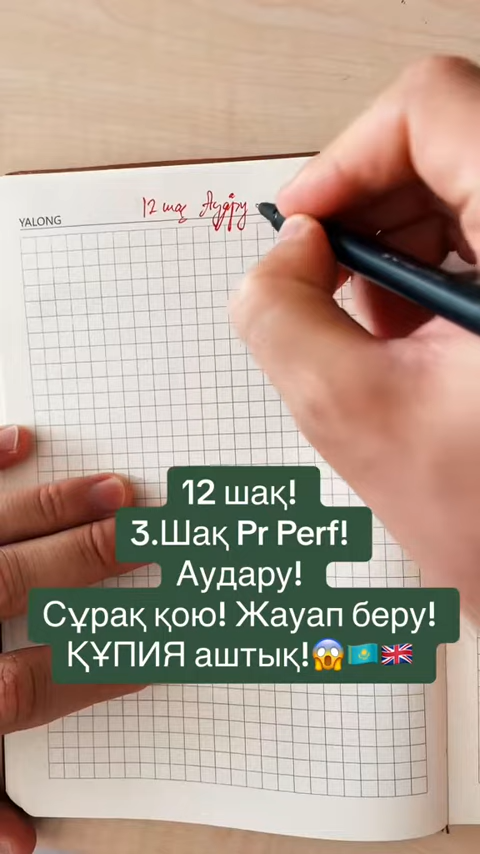 12 шақ Аудару
YALONG
12 шақ!
3.Шақ Pr Perf!
Аудару!
Сұрақ қою! Жауап беру!
ҚҰПИЯ аштық!😱🇰🇿🇬🇧